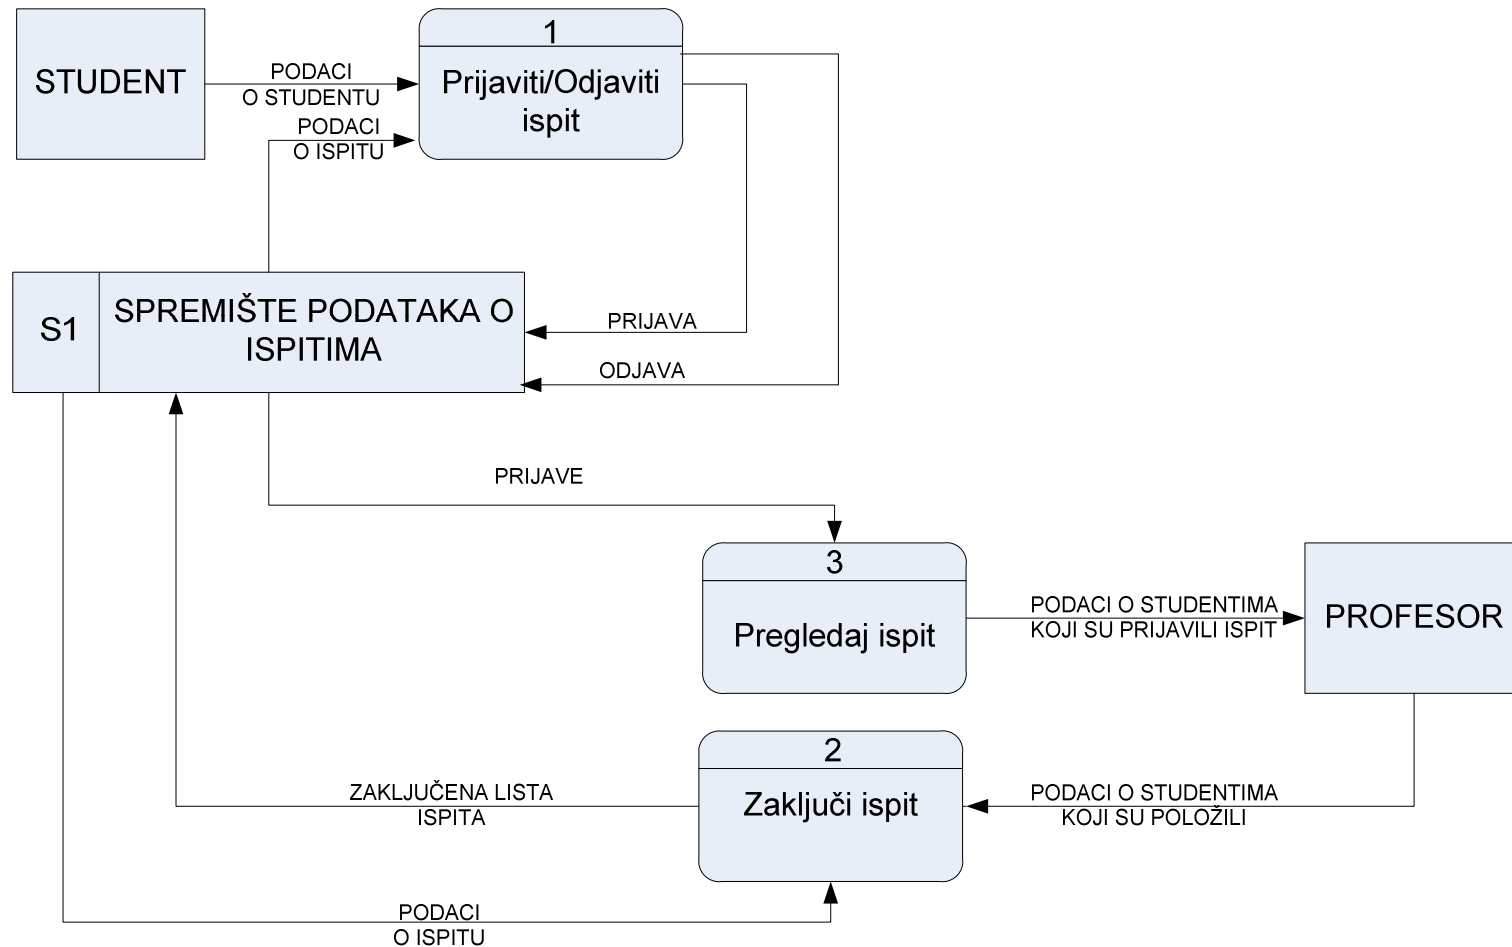 1
STUDENT
PODACI
O STUDENTU
Prijaviti/Odjaviti
ispit
PODACI
O ISPITU
S1
SPREMIŠTE PODATAKA O
ISPITIMA
PRIJAVA
ODJAVA
PRIJAVE
3
Pregledaj ispit
PODACI O STUDENTIMA
KOJI SU PRIJAVILI ISPIT
PROFESOR
2
Zaključi ispit
ZAKLJUČENA LISTA
ISPITA
PODACI O STUDENTIMA
KOJI SU POLOŽILI
PODACI
O ISPITU